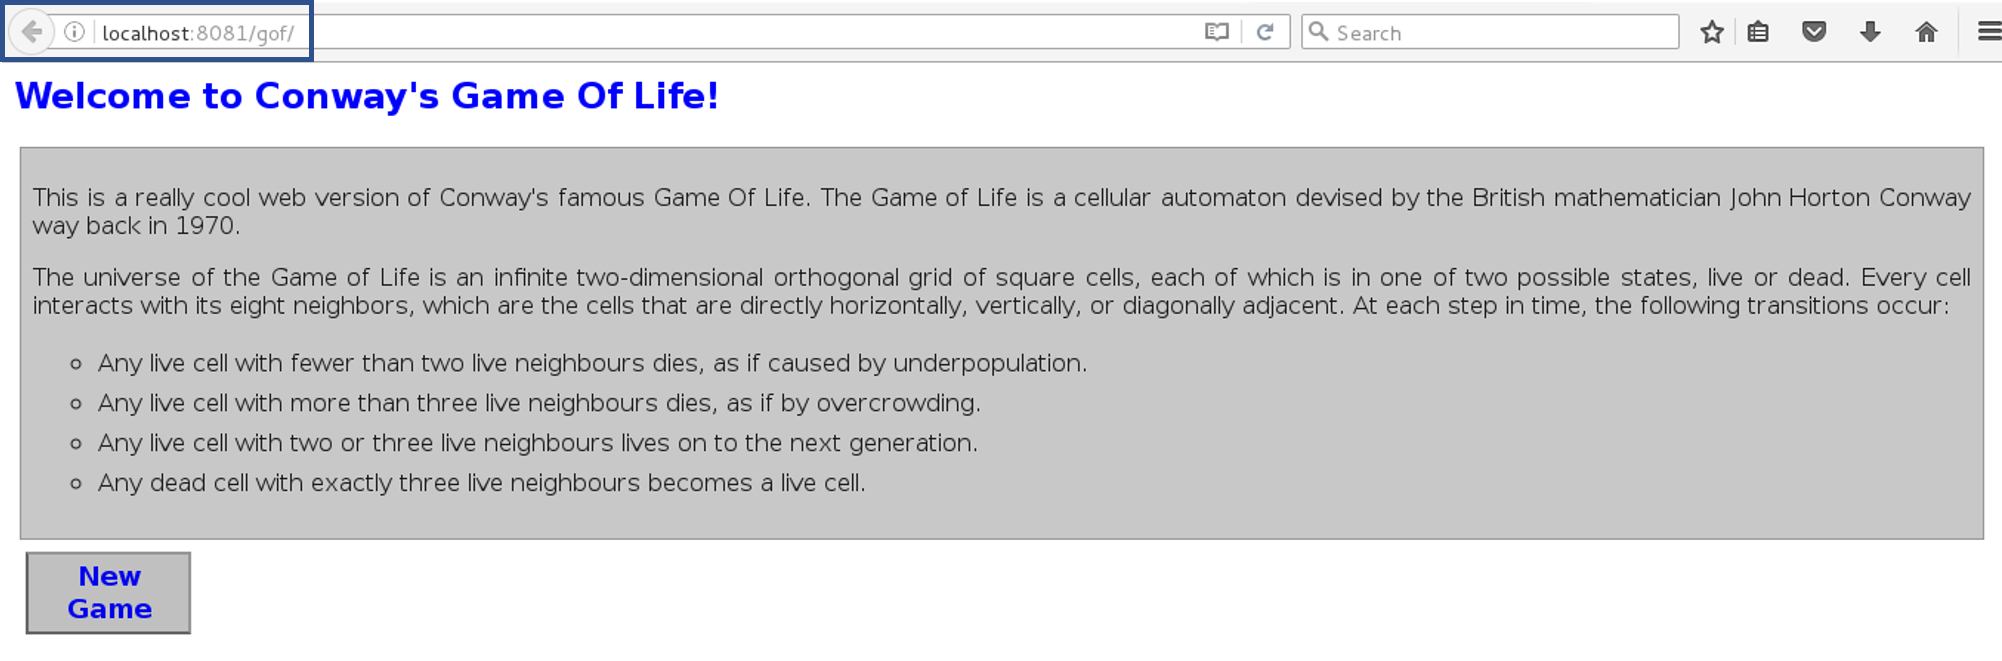 localhost:8081/gof/
Search
Welcome to Conway's Game Of Life!
This is a really cool web version of Conway's famous Game Of Life. The Game of Life is a cellular automaton devised by the British mathematician John Horton Conway
way back in 1970.
The universe of the Game of Life is an infinite two-dimensional orthogonal grid of square cells, each of which is in one of two possible states, live or dead. Every cell
interacts with its eight neighbors, which are the cells that are directly horizontally, vertically, or diagonally adjacent. At each step in time, the following transitions occur:
Any live cell with fewer than two live neighbours dies, as if caused by underpopulation.
Any live cell with more than three live neighbours dies, as if by overcrowding.
Any live cell with two or three live neighbours lives on to the next generation.
Any dead cell with exactly three live neighbours becomes a live cell.
New
Game